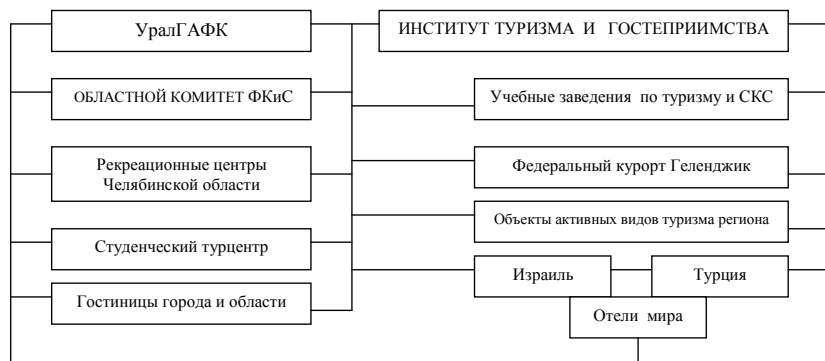 УралГАФК
ИНСТИТУТ ТУРИЗМА И ГОСТЕПРИИМСТВА
ОБЛАСТНОЙ КОМИТЕТ ФКиС
Учебные заведения по туризму и СКС
Рекреационные центры
Челябинской области
Федеральный курорт Геленджик
Объекты активных видов туризма региона
Студенческий турцентр
Израиль
Турция
Гостиницы города и области
Отели мира